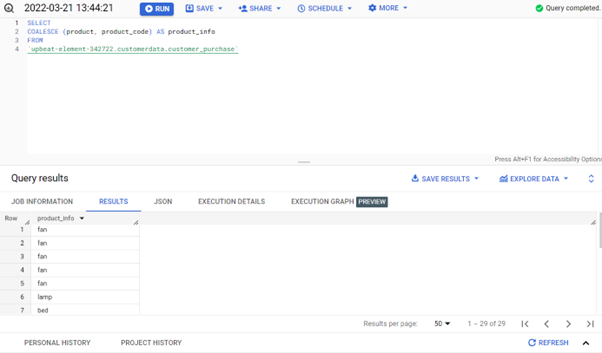 2022-03-21 13:44:21 RUN SAVE SHARE SCHEDULE MORE Query completed.
1 SELECT
2 COALESCE (product, product_code) AS product_info
3 FROM
4 `upbeat-element-342722.customerdata.customer_purchase`
Press Alt+F1 for Accessibility Options
Query results SAVE RESULTS EXPLORE DATA
JOB INFORMATION RESULTS JSON EXECUTION DETAILS EXECUTION GRAPH PREVIEW
Row product_info
1 fan
2 fan
3 fan
4 fan
5 fan
6 lamp
7 bed
Results per page: 50 1 – 29 of 29
PERSONAL HISTORY PROJECT HISTORY REFRESH